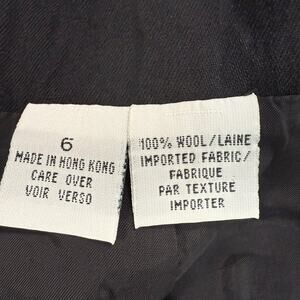 6
MADE IN HONG KONG
CARE OVER
VOIR VERSO
100% WOOL/LAINE
IMPORTED FABRIC/
FABRIQUE
PAR TEXTURE
IMPORTER